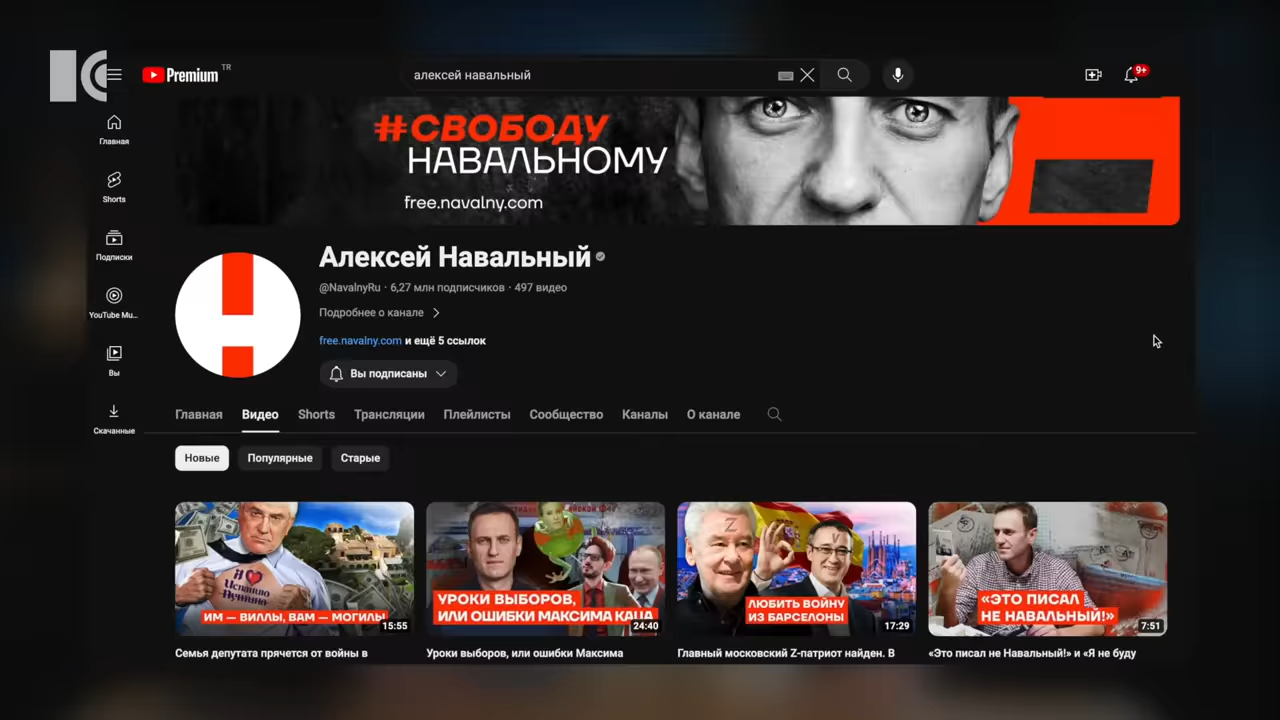 Premium TR
алексей навальный
9+
#СВОБОДУ
НАВАЛЬНОМУ
free.navalny.com
Главная
Shorts
Подписки
YouTube Mu...
Вы
Скачанные
Алексей Навальный
@NavalnyRu · 6,27 млн подписчиков · 497 видео
Подробнее о канале
free.navalny.com и ещё 5 ссылок
Вы подписаны
Главная Видео Shorts Трансляции Плейлисты Сообщество Каналы О канале
Новые Популярные Старые
ИМ — ВИЛЛЫ, ВАМ — МОГИЛЫ
15:55
УРОКИ ВЫБОРОВ,
ИЛИ ОШИБКИ МАКСИМА КАЦА
24:40
Z
V
ЛЮБИТЬ ВОЙНУ
ИЗ БАРСЕЛОНЫ
17:29
«ЭТО ПИСАЛ
НЕ НАВАЛЬНЫЙ!»
7:51
Семья депутата прячется от войны в
Уроки выборов, или ошибки Максима
Главный московский Z-патриот найден. В
«Это писал не Навальный!» и «Я не буду